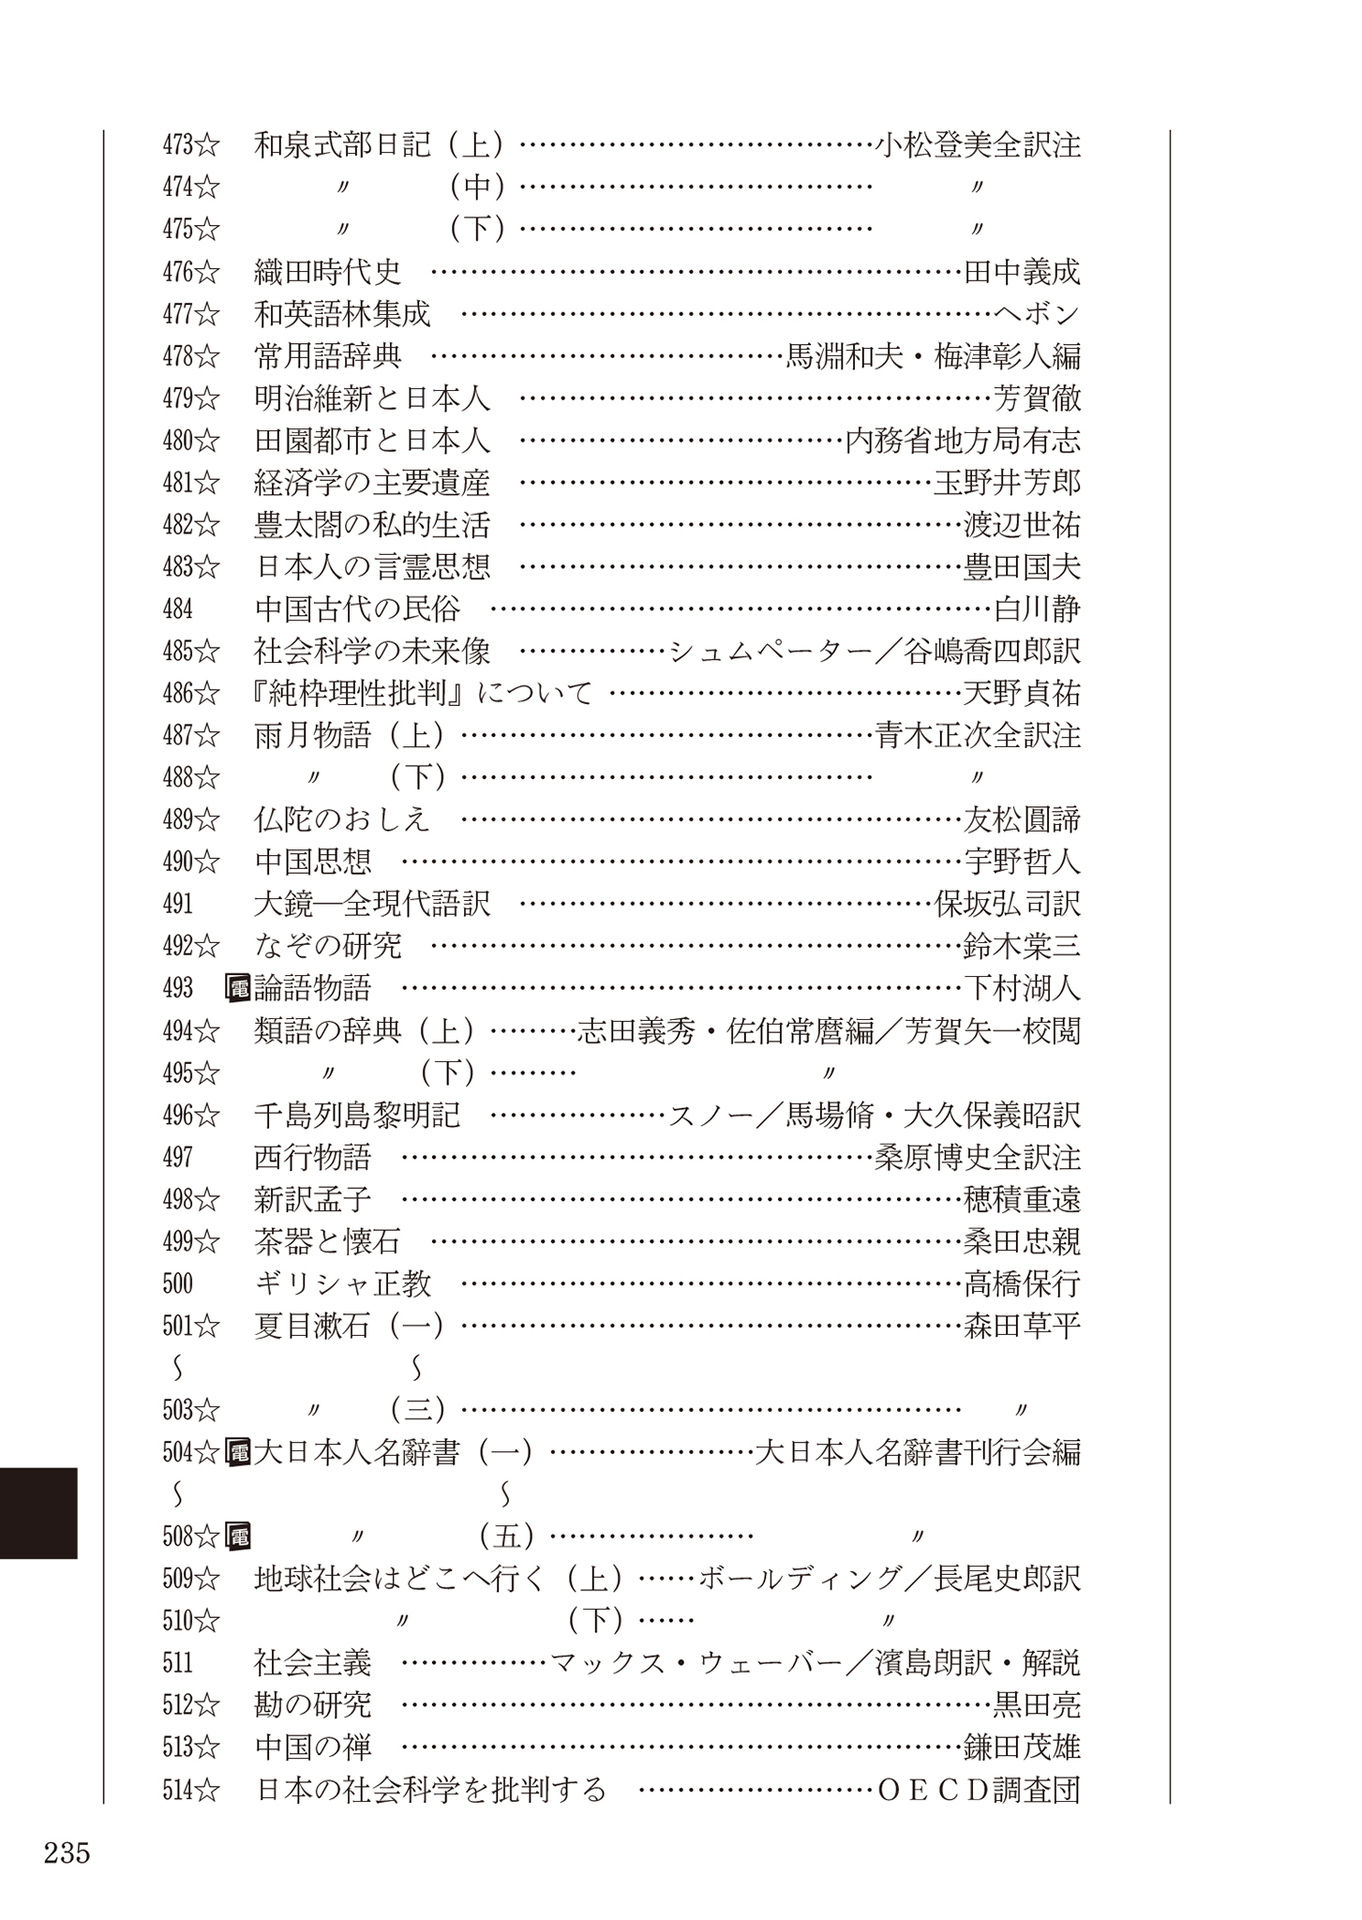 473☆ 和泉式部日記（上）…………………………………小松登美全訳注
474☆ 〃 （中）………………………………… 〃
475☆ 〃 （下）………………………………… 〃
476☆ 織田時代史 …………………………………………………田中義成
477☆ 和英語林集成 …………………………………………………ヘボン
478☆ 常用語辞典 …………………………………馬淵和夫・梅津彰人編
479☆ 明治維新と日本人 ……………………………………………芳賀徹
480☆ 田園都市と日本人 ………………………………内務省地方局有志
481☆ 経済学の主要遺産 ………………………………………玉野井芳郎
482☆ 豊太閤の私的生活 …………………………………………渡辺世祐
483☆ 日本人の言霊思想 …………………………………………豊田国夫
484 中国古代の民俗 ………………………………………………白川静
485☆ 社会科学の未来像 ……………シュムペーター／谷嶋喬四郎訳
486☆ 『純枠理性批判』について …………………………………天野貞祐
487☆ 雨月物語（上）………………………………………青木正次全訳注
488☆ 〃 （下）……………………………………… 〃
489☆ 仏陀のおしえ ………………………………………………友松圓諦
490☆ 中国思想 ……………………………………………………宇野哲人
491 大鏡―全現代語訳 ………………………………………保坂弘司訳
492☆ なぞの研究 …………………………………………………鈴木棠三
493 電 論語物語 ……………………………………………………下村湖人
494☆ 類語の辞典（上）………志田義秀・佐伯常麿編／芳賀矢一校閲
495☆ 〃 （下）……… 〃
496☆ 千島列島黎明記 ………………スノー／馬場脩・大久保義昭訳
497 西行物語 ……………………………………………桑原博史全訳注
498☆ 新訳孟子 ……………………………………………………穂積重遠
499☆ 茶器と懐石 …………………………………………………桑田忠親
500 ギリシャ正教 ………………………………………………高橋保行
501☆ 夏目漱石（一）………………………………………………森田草平
〜 〜
503☆ 〃 （三）……………………………………………… 〃
504☆電 大日本人名辭書（一）…………………大日本人名辭書刊行会編
〜 〜
508☆電 〃 （五）………………… 〃
509☆ 地球社会はどこへ行く（上）……ボールディング／長尾史郎訳
510☆ 〃 （下）…… 〃
511 社会主義 ……………マックス・ウェーバー／濱島朗訳・解説
512☆ 勘の研究 ………………………………………………………黒田亮
513☆ 中国の禅 ……………………………………………………鎌田茂雄
514☆ 日本の社会科学を批判する ……………………ＯＥＣＤ調査団
235